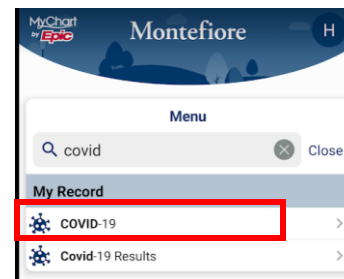 MyChart
by Epic
Montefiore
H
Menu
covid
Close
My Record
COVID-19
Covid-19 Results